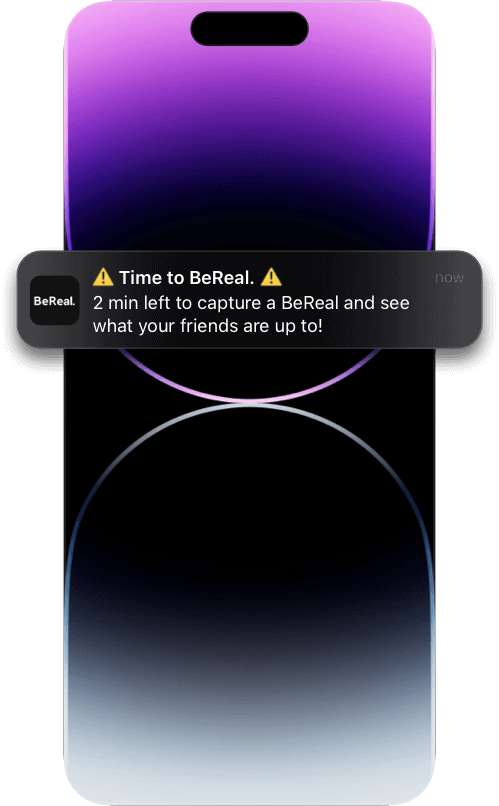 ⚠️ Time to BeReal. ⚠️
now
BeReal.
2 min left to capture a BeReal and see
what your friends are up to!